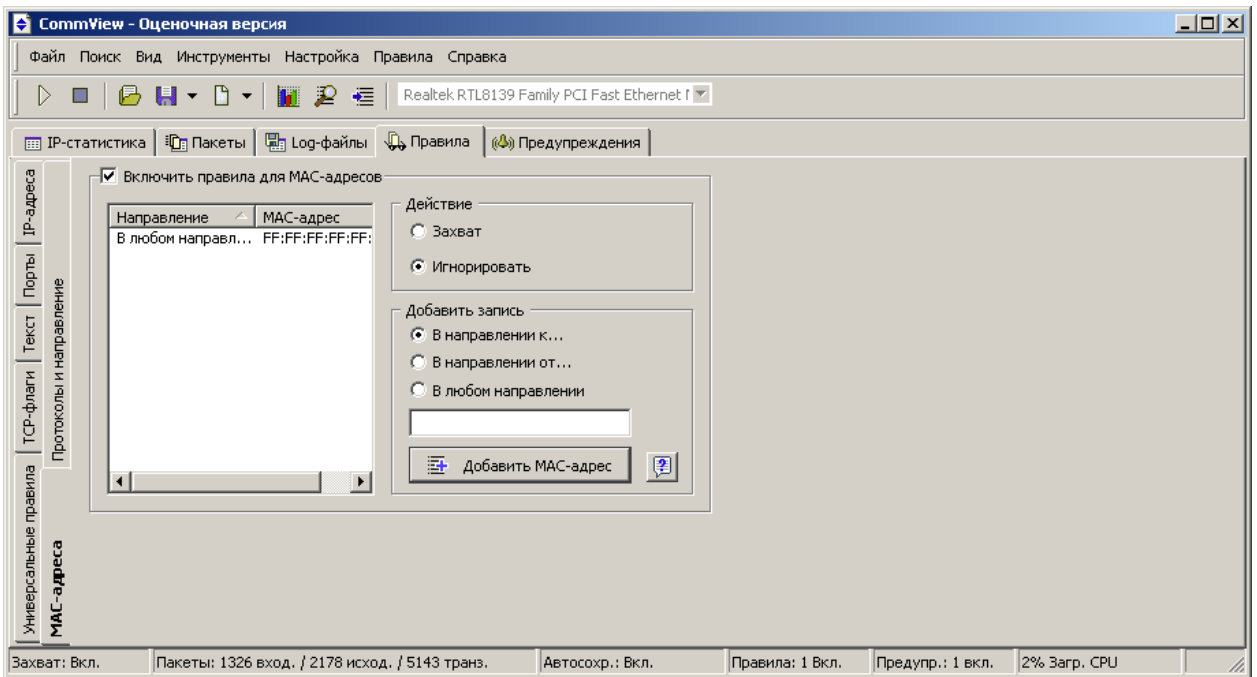 CommView - Оценочная версия
Файл Поиск Вид Инструменты Настройка Правила Справка
Realtek RTL8139 Family PCI Fast Ethernet
IP-статистика Пакеты Log-файлы Правила Предупреждения
IP-адреса
Порты
Текст
TCP-флаги
Универсальные правила
Протоколы и направление
MAC-адреса
Включить правила для MAC-адресов
Направление MAC-адрес
В любом направл... FF:FF:FF:FF:FF:
Действие
Захват
Игнорировать
Добавить запись
В направлении к...
В направлении от...
В любом направлении
Добавить MAC-адрес
Захват: Вкл. Пакеты: 1326 вход. / 2178 исход. / 5143 транз. Автосохр.: Вкл. Правила: 1 Вкл. Предупр.: 1 вкл. 2% Загр. CPU